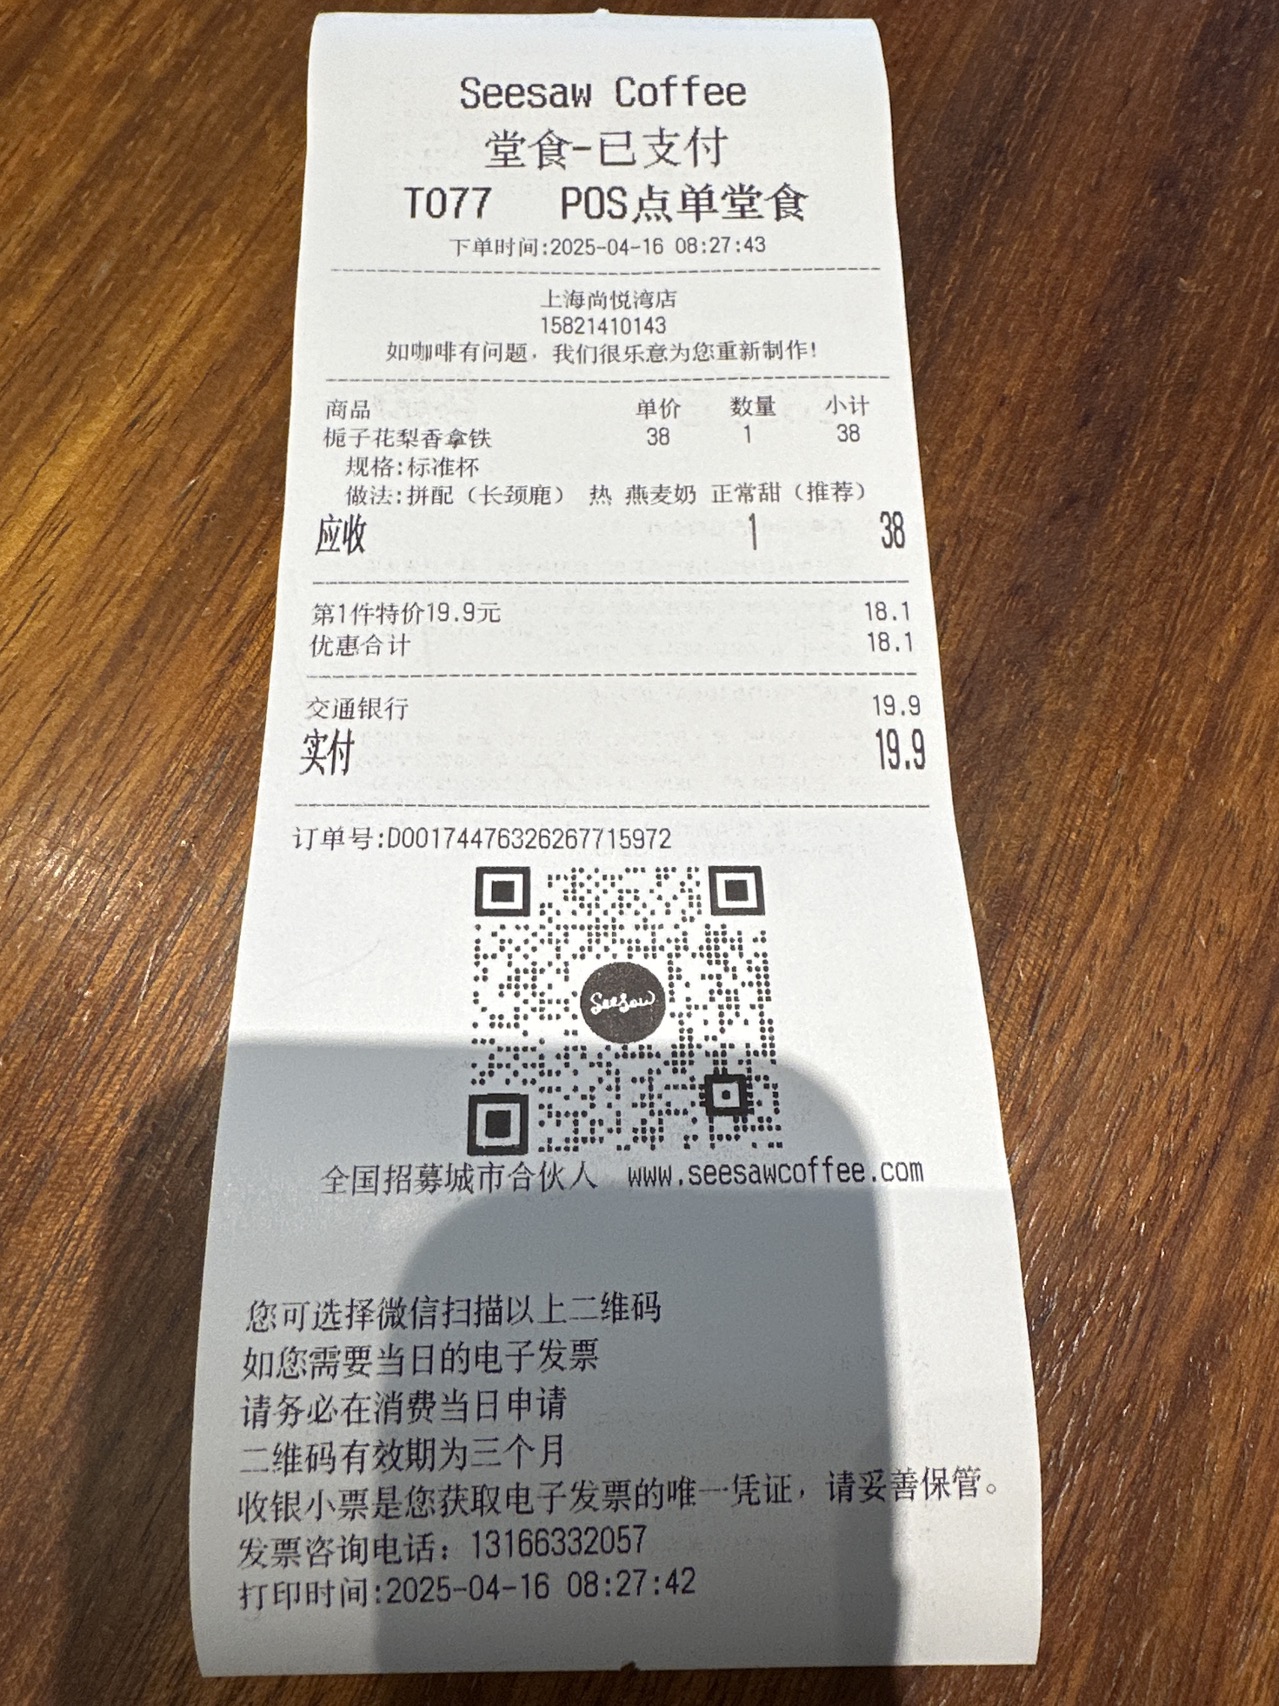 Seesaw Coffee
堂食-已支付
T077 POS点单堂食
下单时间:2025-04-16 08:27:43
上海尚悦湾店
15821410143
如咖啡有问题，我们很乐意为您重新制作!
商品 单价 数量 小计
栀子花梨香拿铁 38 1 38
规格:标准杯
做法:拼配（长颈鹿） 热 燕麦奶 正常甜（推荐）
应收 1 38
第1件特价19.9元 18.1
优惠合计 18.1
交通银行 19.9
实付 19.9
订单号:D00174476326267715972
SeeSaw
全国招募城市合伙人 www.seesawcoffee.com
您可选择微信扫描以上二维码
如您需要当日的电子发票
请务必在消费当日申请
二维码有效期为三个月
收银小票是您获取电子发票的唯一凭证，请妥善保管。
发票咨询电话：13166332057
打印时间:2025-04-16 08:27:42